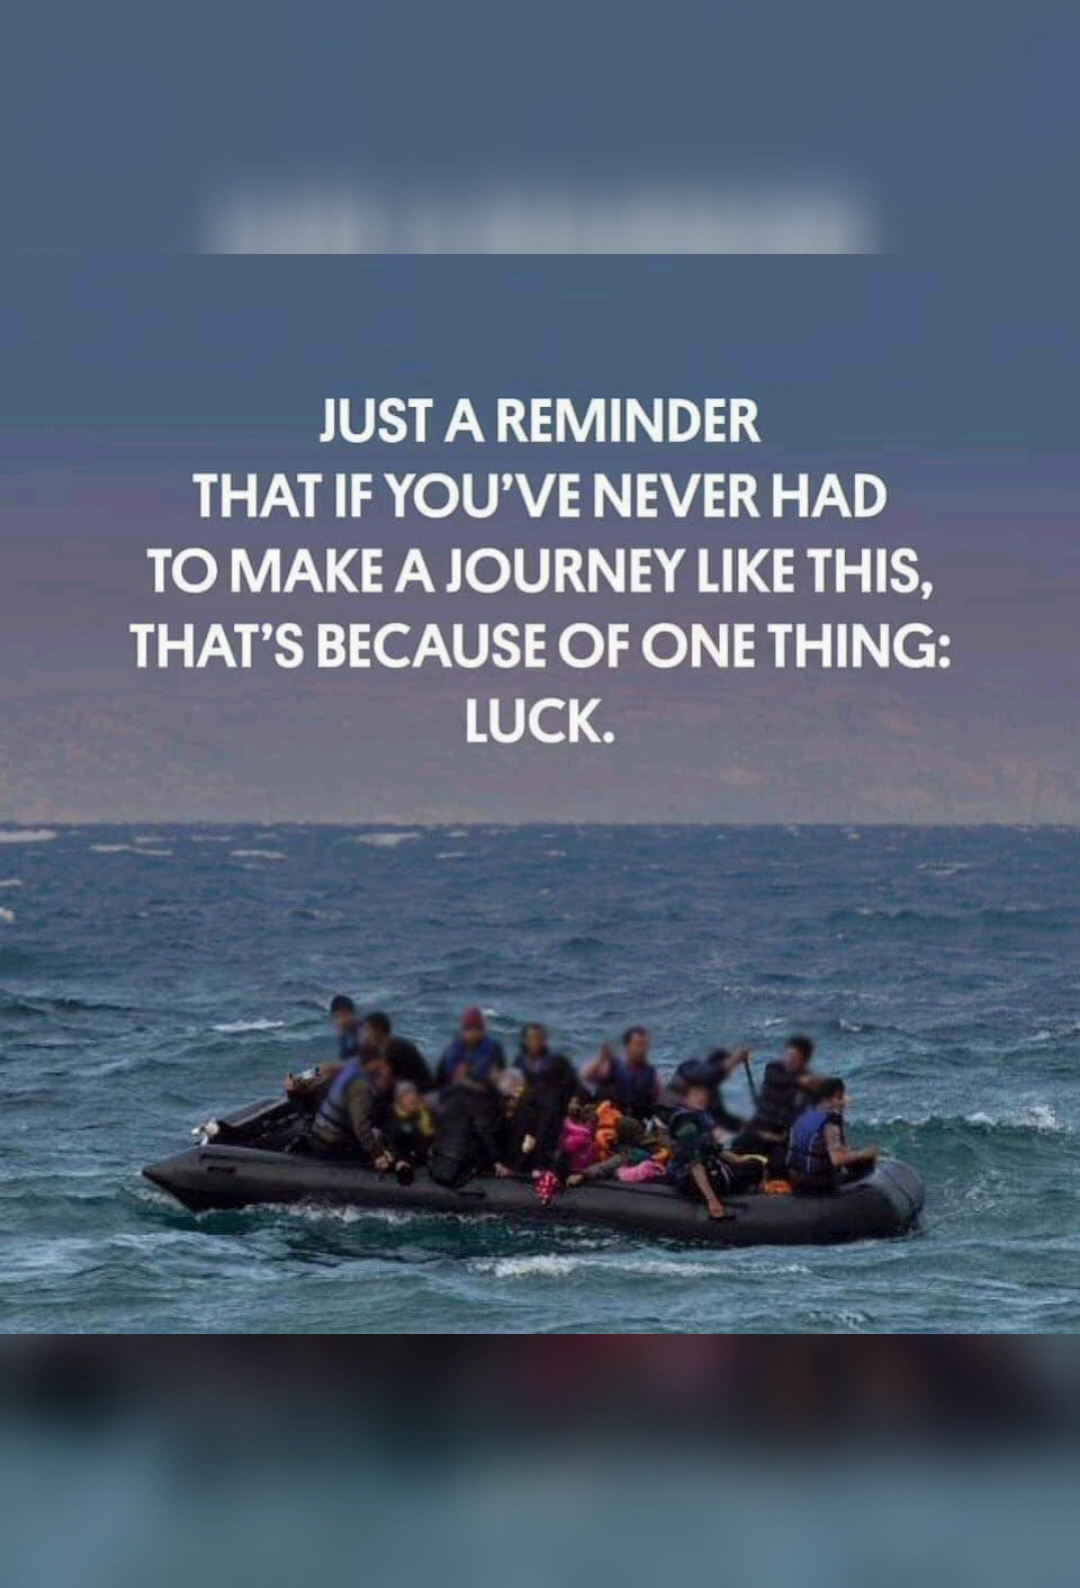 JUST A REMINDER
THAT IF YOU’VE NEVER HAD
TO MAKE A JOURNEY LIKE THIS,
THAT’S BECAUSE OF ONE THING:
LUCK.